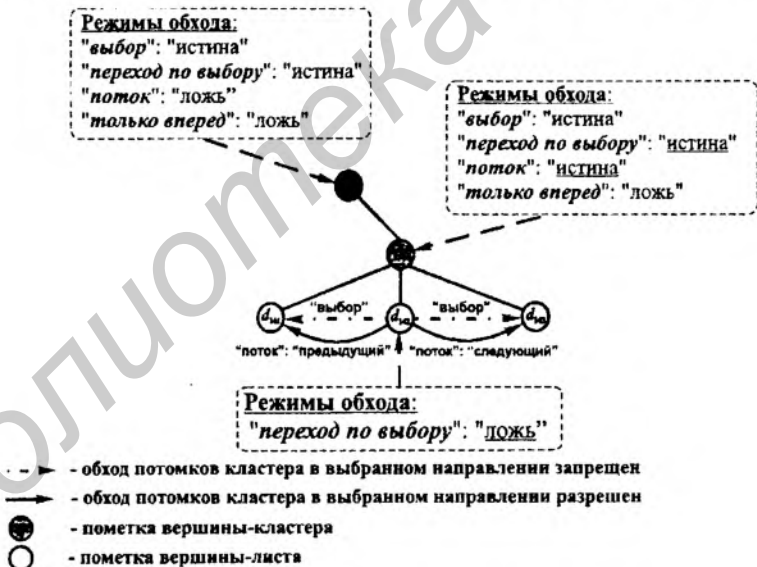 Режимы обхода:
"выбор": "истина"
"переход по выбору": "истина"
"поток": "ложь"
"только вперед": "ложь"
Режимы обхода:
"выбор": "истина"
"переход по выбору": "истина"
"поток": "истина"
"только вперед": "ложь"
"выбор" "выбор"
"поток": "предыдущий" "поток": "следующий"
Режимы обхода:
"переход по выбору": "ложь"
- обход потомков кластера в выбранном направлении запрещен
- обход потомков кластера в выбранном направлении разрешен
- пометка вершины-кластера
- пометка вершины-листа